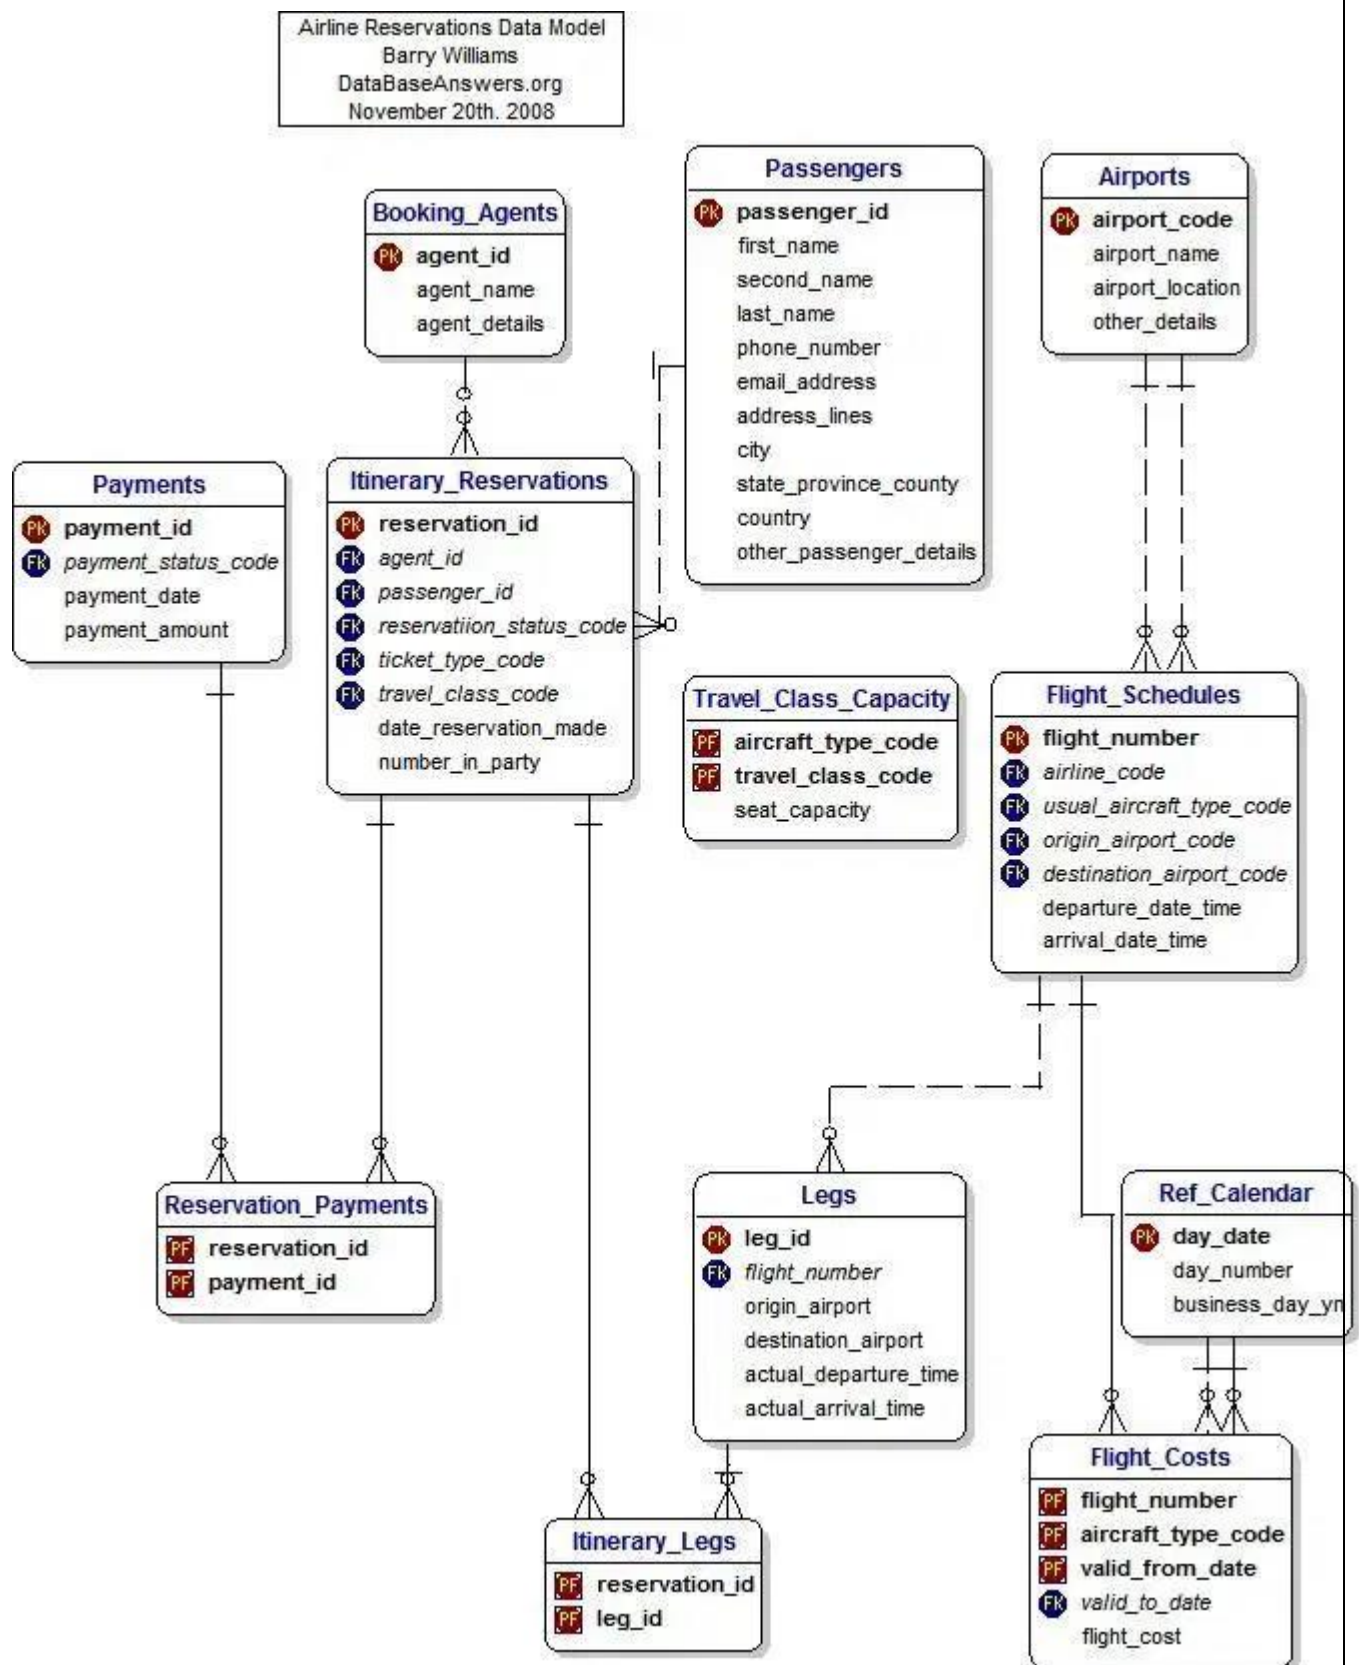 Airline Reservations Data Model
Barry Williams
DataBaseAnswers.org
November 20th. 2008
Booking_Agents
PK agent_id
agent_name
agent_details
Passengers
PK passenger_id
first_name
second_name
last_name
phone_number
email_address
address_lines
city
state_province_county
country
other_passenger_details
Airports
PK airport_code
airport_name
airport_location
other_details
Payments
PK payment_id
FK payment_status_code
payment_date
payment_amount
Itinerary_Reservations
PK reservation_id
FK agent_id
FK passenger_id
FK reservatiion_status_code
FK ticket_type_code
FK travel_class_code
date_reservation_made
number_in_party
Travel_Class_Capacity
PF aircraft_type_code
PF travel_class_code
seat_capacity
Flight_Schedules
PK flight_number
FK airline_code
FK usual_aircraft_type_code
FK origin_airport_code
FK destination_airport_code
departure_date_time
arrival_date_time
Reservation_Payments
PF reservation_id
PF payment_id
Legs
PK leg_id
FK flight_number
origin_airport
destination_airport
actual_departure_time
actual_arrival_time
Ref_Calendar
PK day_date
day_number
business_day_yn
Itinerary_Legs
PF reservation_id
PF leg_id
Flight_Costs
PF flight_number
PF aircraft_type_code
PF valid_from_date
FK valid_to_date
flight_cost